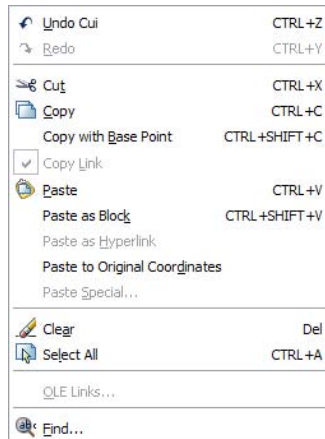 Undo Cui CTRL+Z
Redo CTRL+Y
Cut CTRL+X
Copy CTRL+C
Copy with Base Point CTRL+SHIFT+C
Copy Link
Paste CTRL+V
Paste as Block CTRL+SHIFT+V
Paste as Hyperlink
Paste to Original Coordinates
Paste Special...
Clear Del
Select All CTRL+A
OLE Links...
Find...